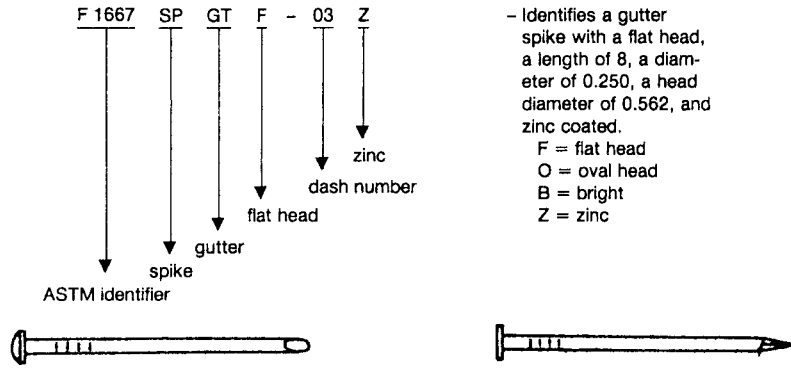 F 1667 SP GT F - 03 Z
zinc
dash number
flat head
gutter
spike
ASTM identifier
– Identifies a gutter
spike with a flat head,
a length of 8, a diam-
eter of 0.250, a head
diameter of 0.562, and
zinc coated.
F = flat head
O = oval head
B = bright
Z = zinc